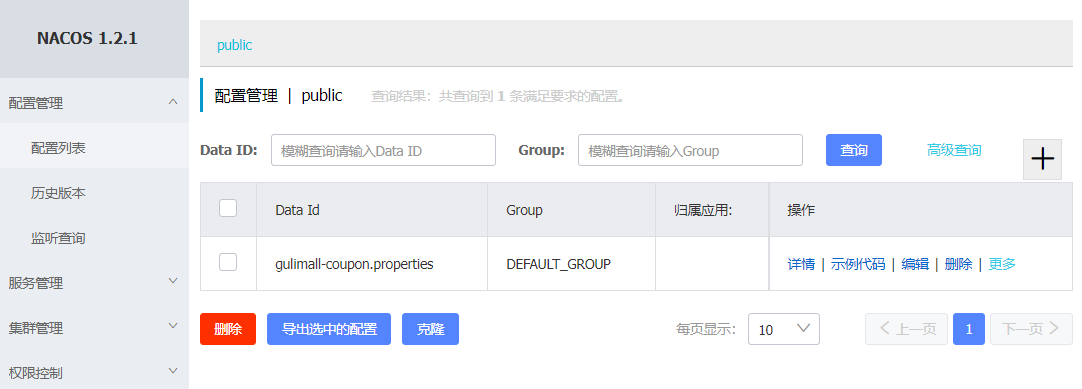 NACOS 1.2.1
配置管理
配置列表
历史版本
监听查询
服务管理
集群管理
权限控制
public
配置管理 | public 查询结果：共查询到 1 条满足要求的配置。
Data ID: 模糊查询请输入Data ID Group: 模糊查询请输入Group 查询 高级查询
Data Id Group 归属应用: 操作
gulimall-coupon.properties DEFAULT_GROUP 详情 | 示例代码 | 编辑 | 删除 | 更多
删除 导出选中的配置 克隆 每页显示： 10 上一页 1 下一页